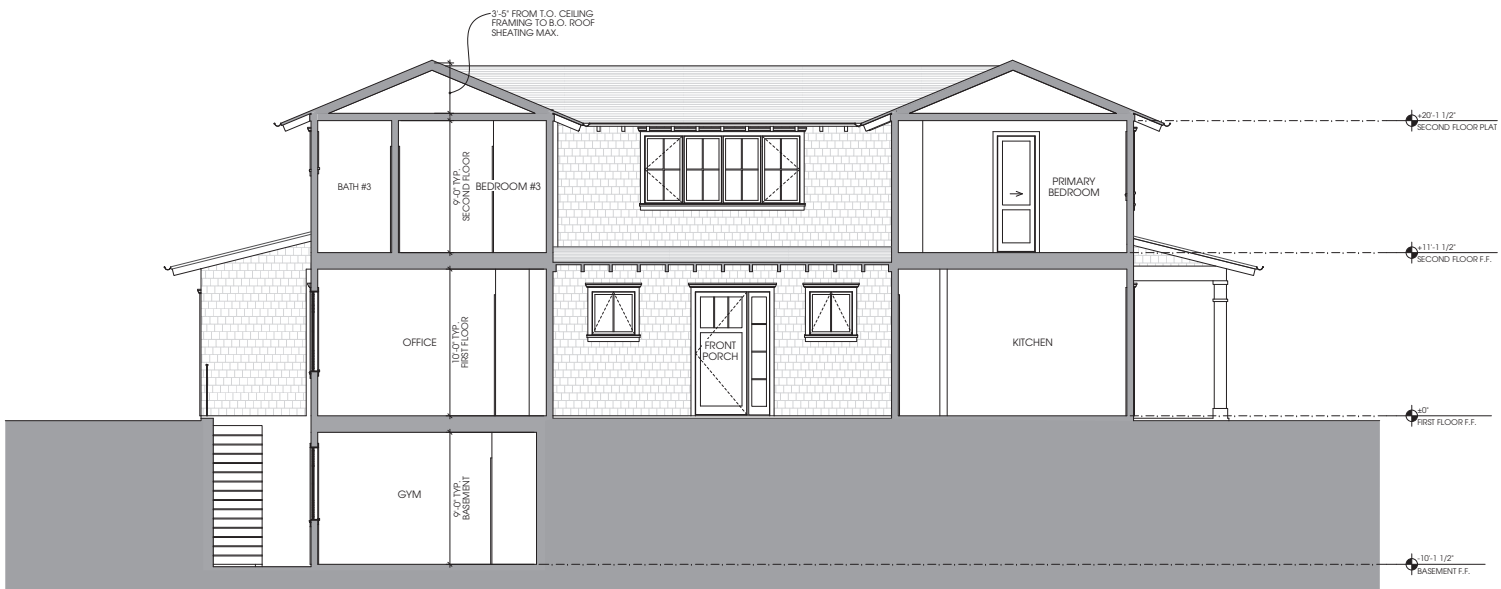 3'-5" FROM T.O. CEILING
FRAMING TO B.O. ROOF
SHEATING MAX.
+20'-1 1/2"
SECOND FLOOR PLAT
BATH #3
9'-0" TYP.
SECOND FLOOR
BEDROOM #3
PRIMARY
BEDROOM
+11'-1 1/2"
SECOND FLOOR F.F.
OFFICE
10'-0" TYP.
FIRST FLOOR
FRONT
PORCH
KITCHEN
±0"
FIRST FLOOR F.F.
GYM
9'-0" TYP.
BASEMENT
-10'-1 1/2"
BASEMENT F.F.